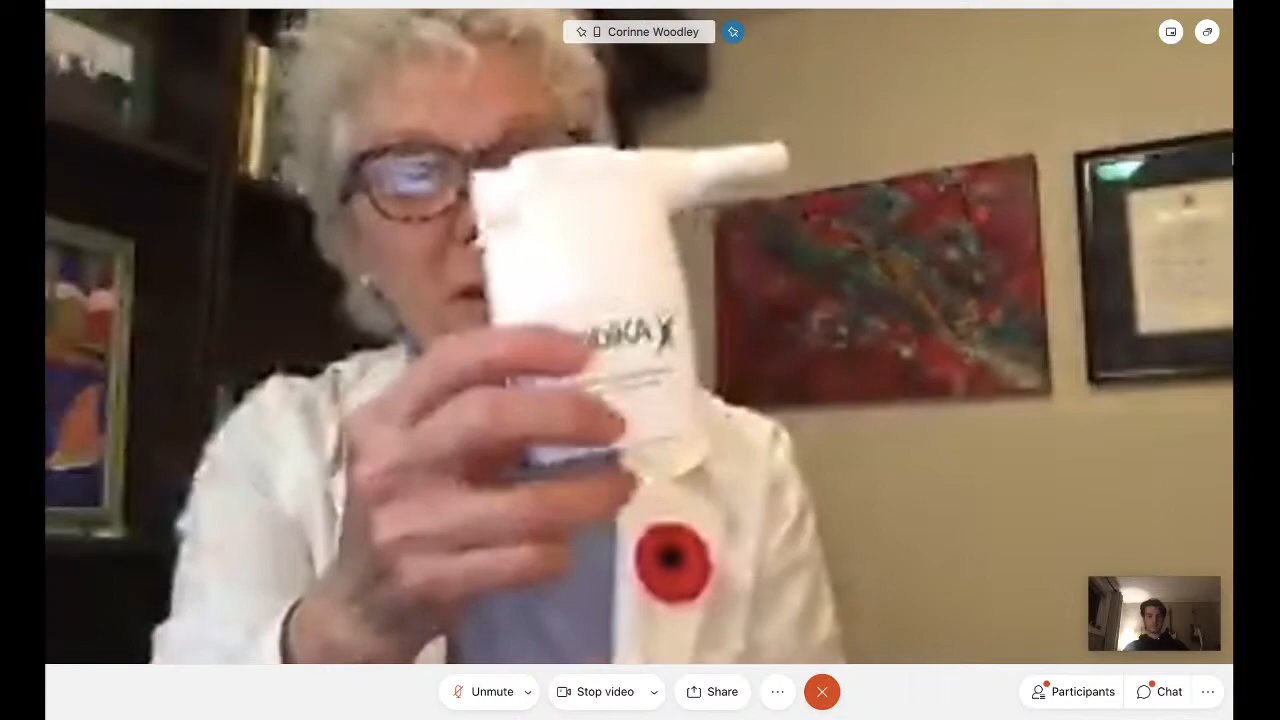 Corinne Woodley
Unmute
Stop video
Share
Participants
Chat